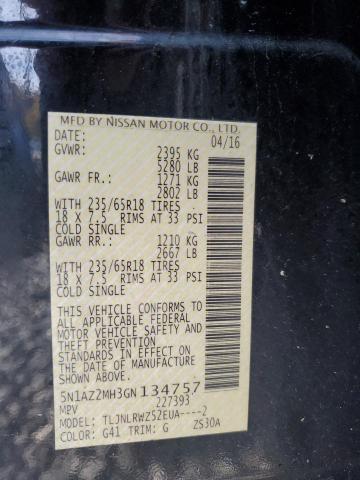 MFD BY NISSAN MOTOR CO., LTD.
DATE: 04/16
GVWR: 2395 KG
5280 LB
GAWR FR.: 1271 KG
2802 LB
WITH 235/65R18 TIRES
18 X 7.5 RIMS AT 33 PSI
COLD SINGLE
GAWR RR.: 1210 KG
2667 LB
WITH 235/65R18 TIRES
18 X 7.5 RIMS AT 33 PSI
COLD SINGLE
THIS VEHICLE CONFORMS TO
ALL APPLICABLE FEDERAL
MOTOR VEHICLE SAFETY AND
THEFT PREVENTION
STANDARDS IN EFFECT ON
THE DATE OF MANUFACTURE
SHOWN ABOVE.
5N1AZ2MH3GN134757
MPV 227393
MODEL: TLJNLRWZ52EUA----2
COLOR: G41 TRIM: G ZS30A